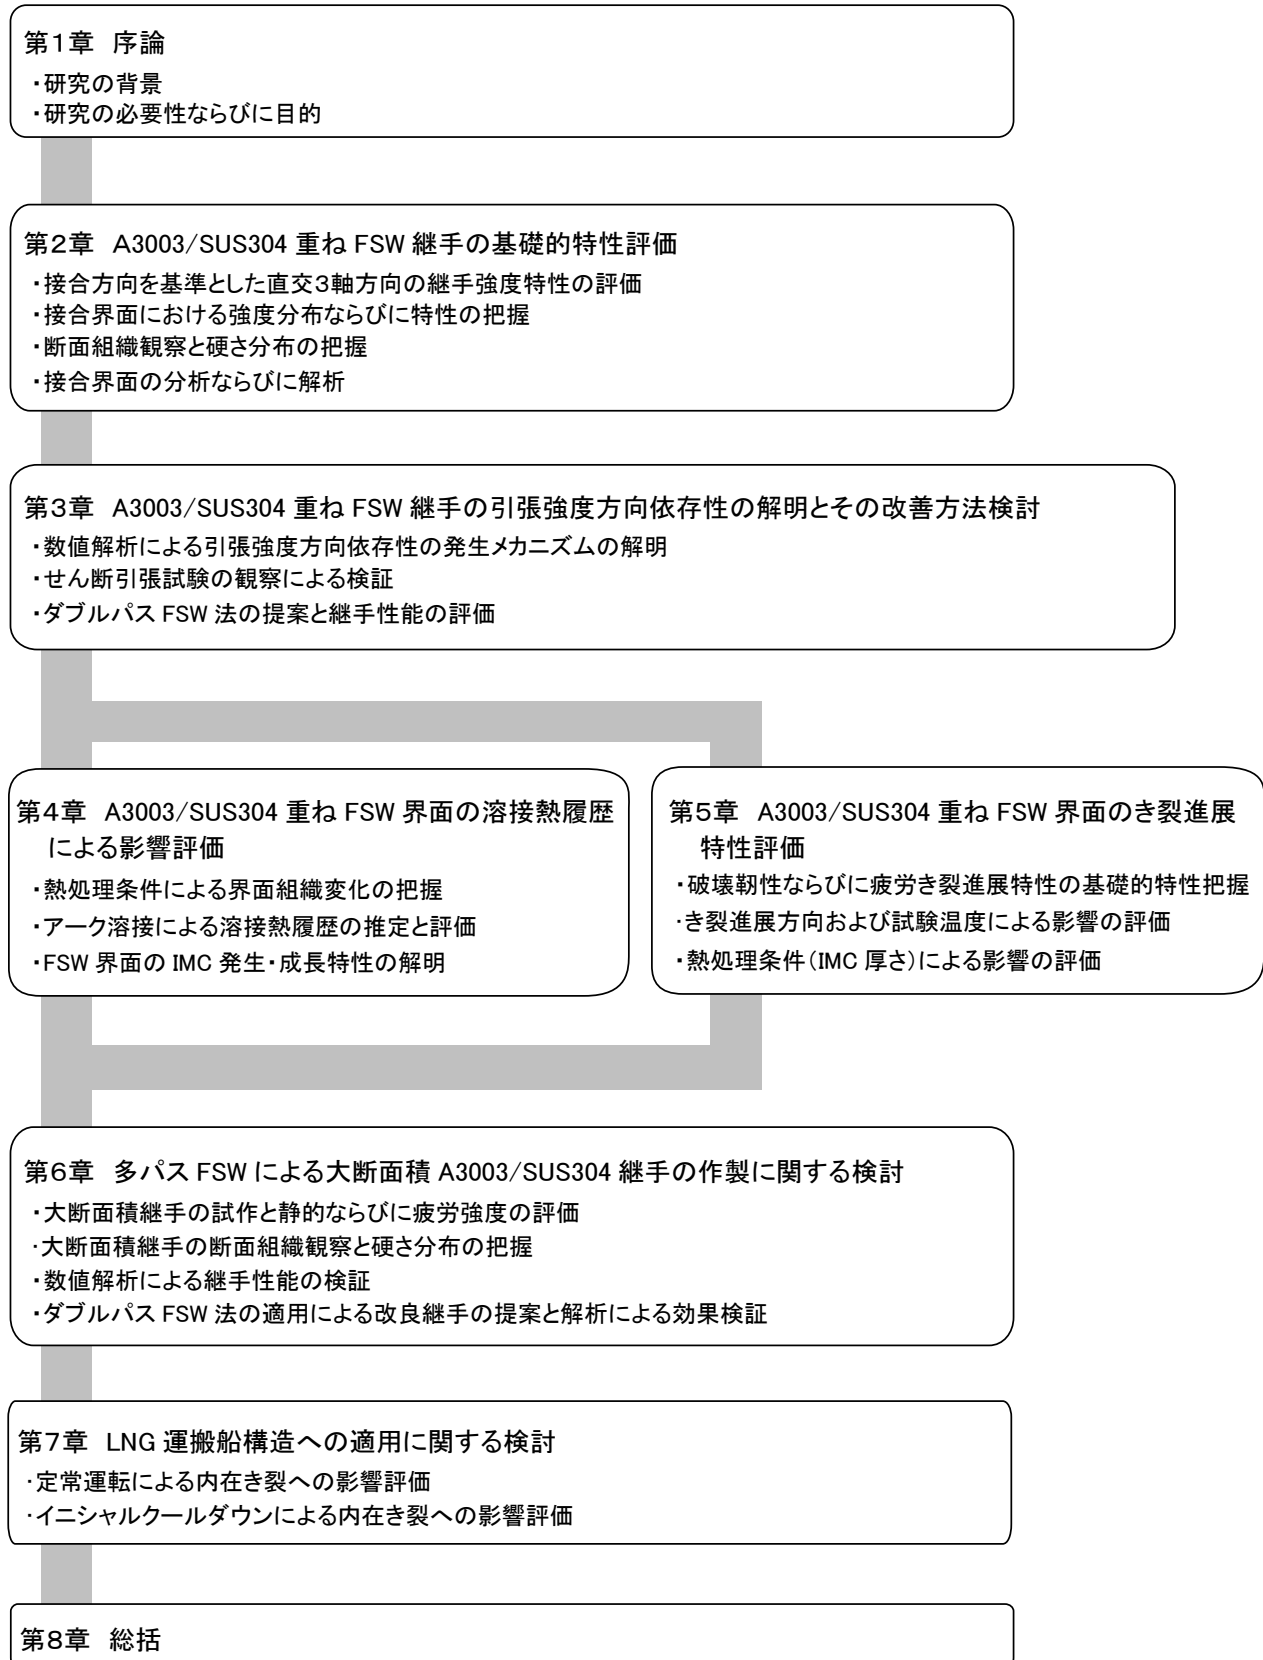 第1章 序論
・研究の背景
・研究の必要性ならびに目的
第2章 A3003/SUS304 重ね FSW 継手の基礎的特性評価
・接合方向を基準とした直交3軸方向の継手強度特性の評価
・接合界面における強度分布ならびに特性の把握
・断面組織観察と硬さ分布の把握
・接合界面の分析ならびに解析
第3章 A3003/SUS304 重ね FSW 継手の引張強度方向依存性の解明とその改善方法検討
・数値解析による引張強度方向依存性の発生メカニズムの解明
・せん断引張試験の観察による検証
・ダブルパス FSW 法の提案と継手性能の評価
第4章 A3003/SUS304 重ね FSW 界面の溶接熱履歴
による影響評価
・熱処理条件による界面組織変化の把握
・アーク溶接による溶接熱履歴の推定と評価
・FSW 界面の IMC 発生・成長特性の解明
第5章 A3003/SUS304 重ね FSW 界面のき裂進展
特性評価
・破壊靭性ならびに疲労き裂進展特性の基礎的特性把握
・き裂進展方向および試験温度による影響の評価
・熱処理条件(IMC 厚さ)による影響の評価
第6章 多パス FSW による大断面積 A3003/SUS304 継手の作製に関する検討
・大断面積継手の試作と静的ならびに疲労強度の評価
・大断面積継手の断面組織観察と硬さ分布の把握
・数値解析による継手性能の検証
・ダブルパス FSW 法の適用による改良継手の提案と解析による効果検証
第7章 LNG 運搬船構造への適用に関する検討
・定常運転による内在き裂への影響評価
・イニシャルクールダウンによる内在き裂への影響評価
第8章 総括